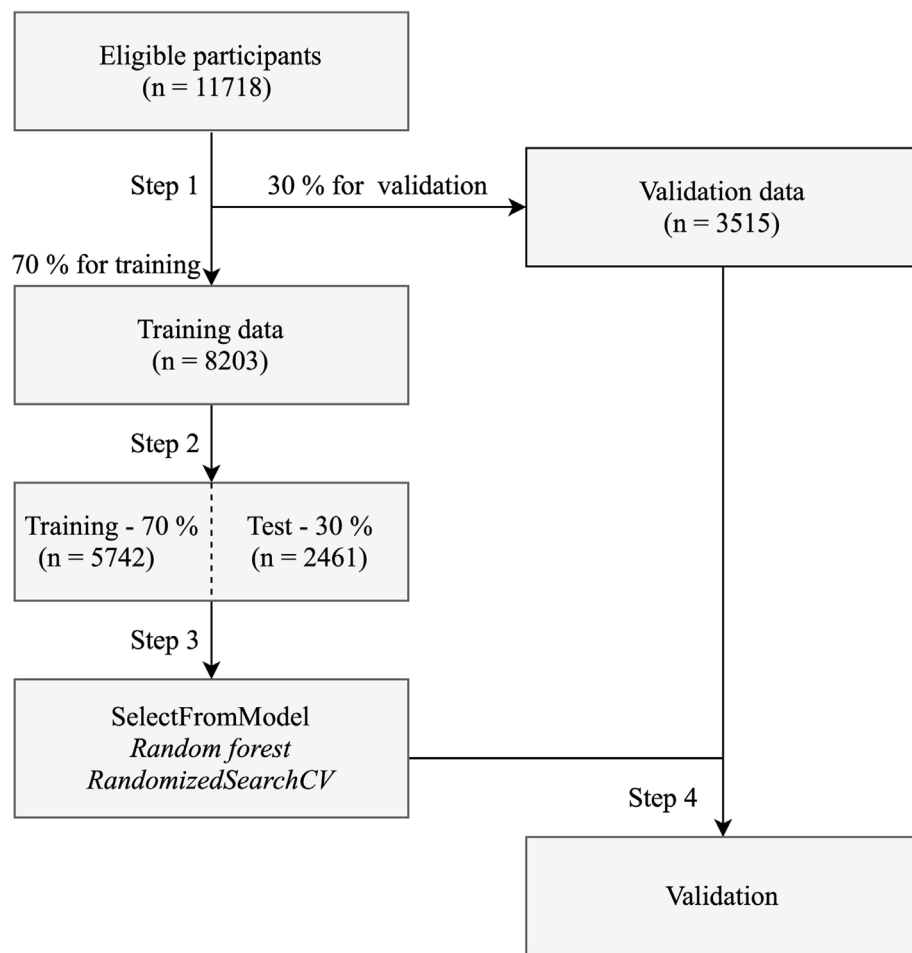 Eligible participants
(n = 11718)
Step 1
30 % for validation
Validation data
(n = 3515)
70 % for training
Training data
(n = 8203)
Step 2
Training - 70 %
(n = 5742)
Test - 30 %
(n = 2461)
Step 3
SelectFromModel
Random forest
RandomizedSearchCV
Step 4
Validation